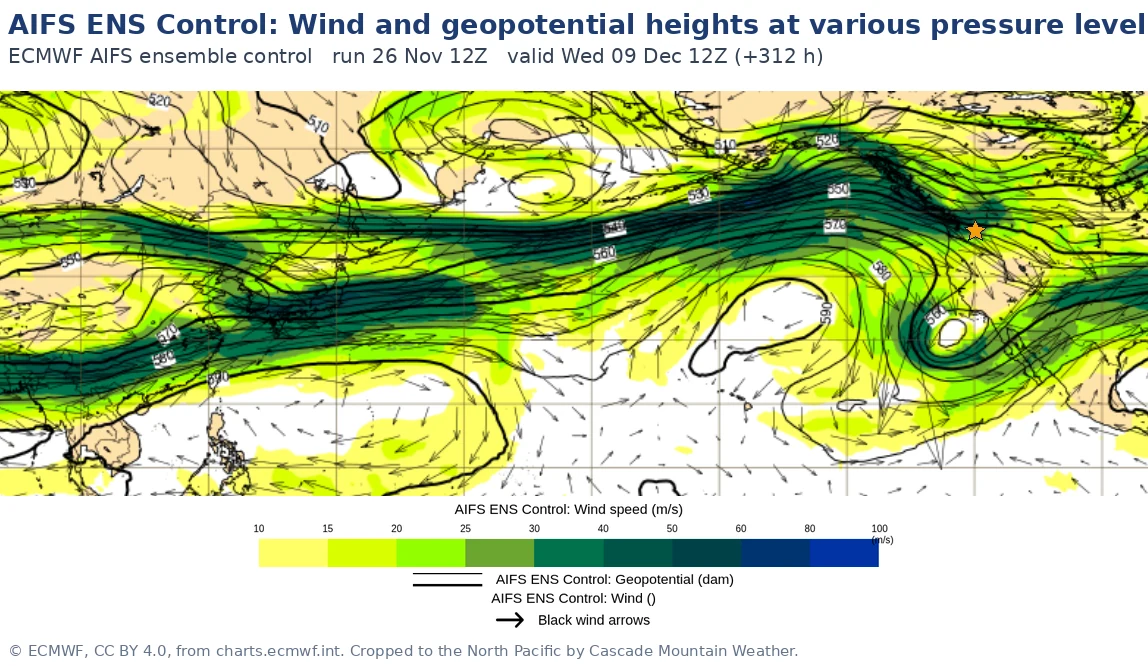 AIFS ENS Control: Wind and geopotential heights at various pressure level
ECMWF AIFS ensemble control run 26 Nov 12Z valid Wed 09 Dec 12Z (+312 h)
520
510
510
520
530
530
550
540
570
560
550
580
590
560
570
580
590
AIFS ENS Control: Wind speed (m/s)
10 15 20 25 30 40 50 60 80 100
(m/s)
AIFS ENS Control: Geopotential (dam)
AIFS ENS Control: Wind ()
Black wind arrows
© ECMWF, CC BY 4.0, from charts.ecmwf.int. Cropped to the North Pacific by Cascade Mountain Weather.